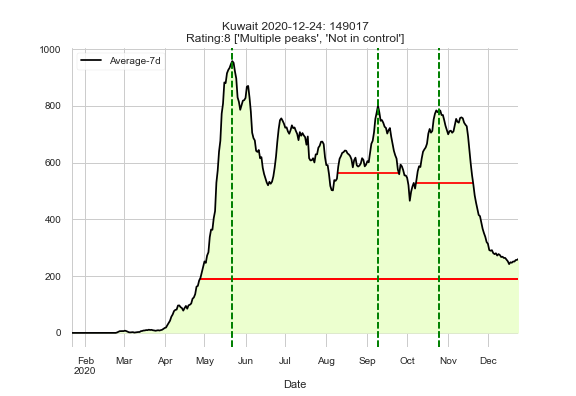 Kuwait 2020-12-24: 149017
Rating:8 ['Multiple peaks', 'Not in control']
Average-7d
1000
800
600
400
200
0
Feb Mar Apr May Jun Jul Aug Sep Oct Nov Dec
2020
Date